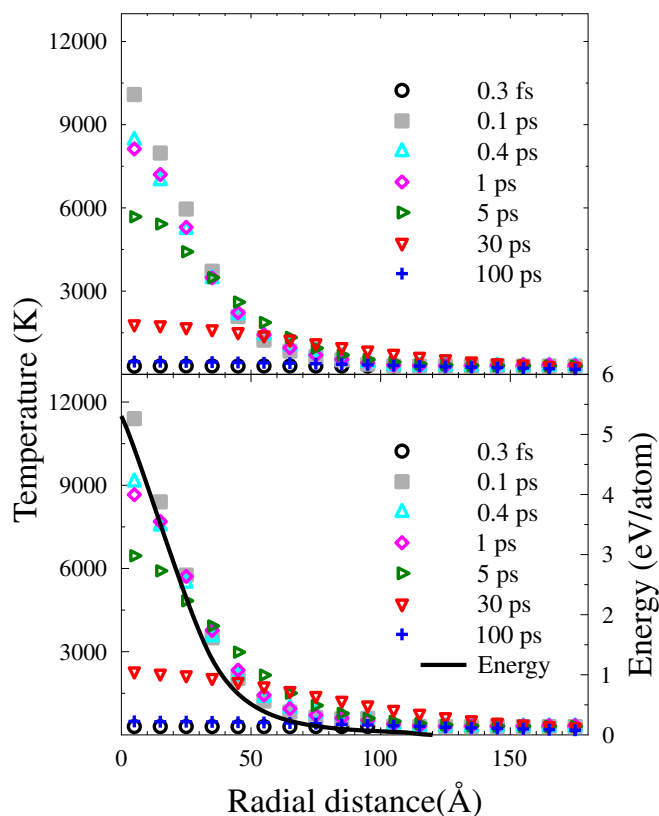 12000
9000
6000
3000
0.3 fs
0.1 ps
0.4 ps
1 ps
5 ps
30 ps
100 ps
Temperature (K)
12000
9000
6000
3000
0.3 fs
0.1 ps
0.4 ps
1 ps
5 ps
30 ps
100 ps
Energy
6
5
4
3
2
1
0
Energy (eV/atom)
0 50 100 150
Radial distance(Å)